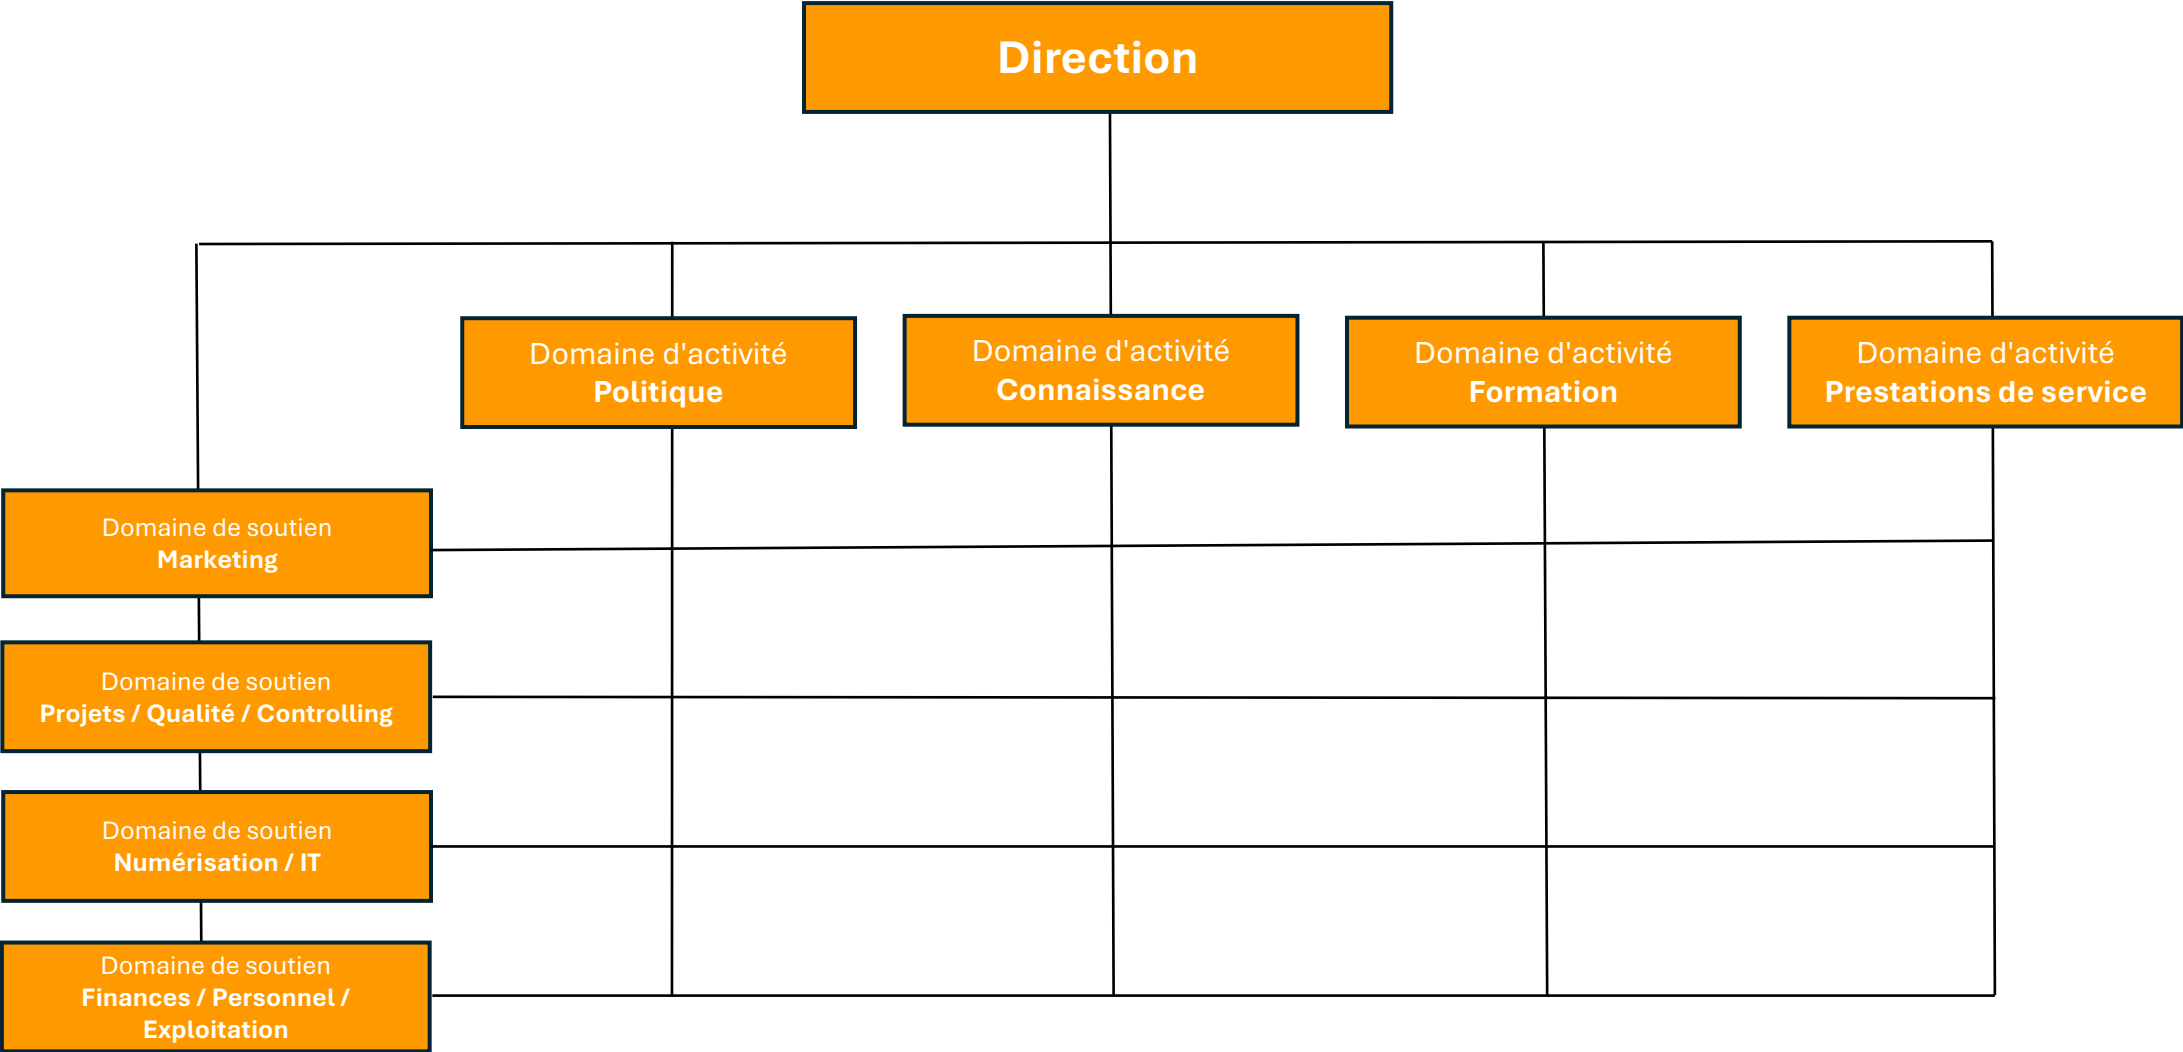 Direction
Domaine d'activité
Politique
Domaine d'activité
Connaissance
Domaine d'activité
Formation
Domaine d'activité
Prestations de service
Domaine de soutien
Marketing
Domaine de soutien
Projets / Qualité / Controlling
Domaine de soutien
Numérisation / IT
Domaine de soutien
Finances / Personnel /
Exploitation